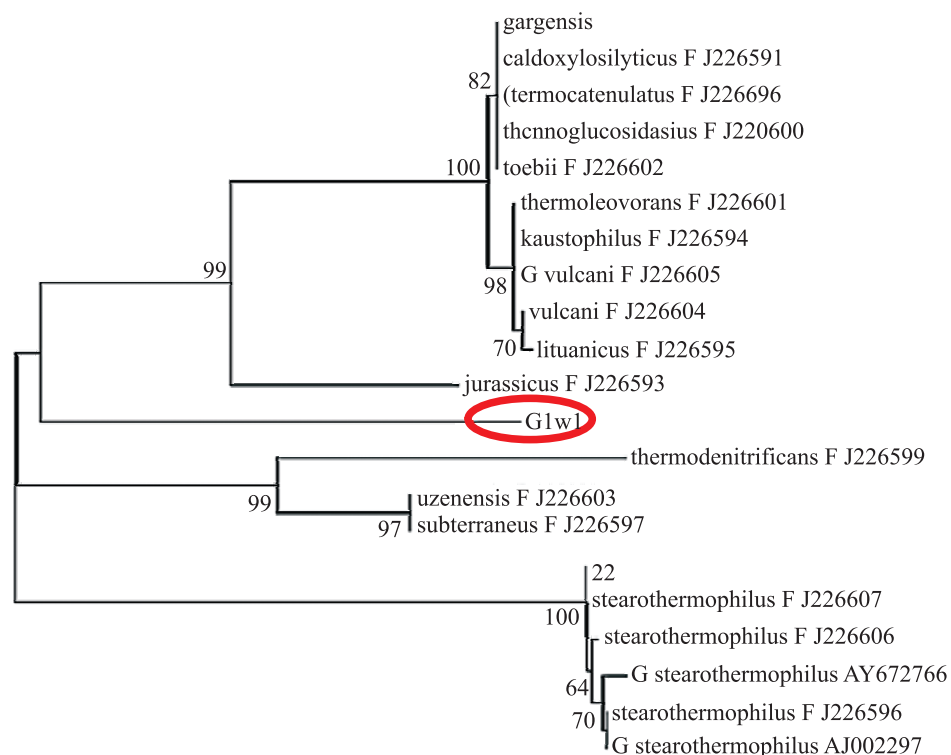 gargensis
caldoxylosilyticus F J226591
82
(termocatenulatus F J226696
thcnnoglucosidasius F J220600
100
toebii F J226602
thermoleovorans F J226601
kaustophilus F J226594
99
G vulcani F J226605
98
vulcani F J226604
70
lituanicus F J226595
jurassicus F J226593
G1w1
thermodenitrificans F J226599
99
uzenensis F J226603
97
subterraneus F J226597
22
stearothermophilus F J226607
100
stearothermophilus F J226606
G stearothermophilus AY672766
64
stearothermophilus F J226596
70
G stearothermophilus AJ002297